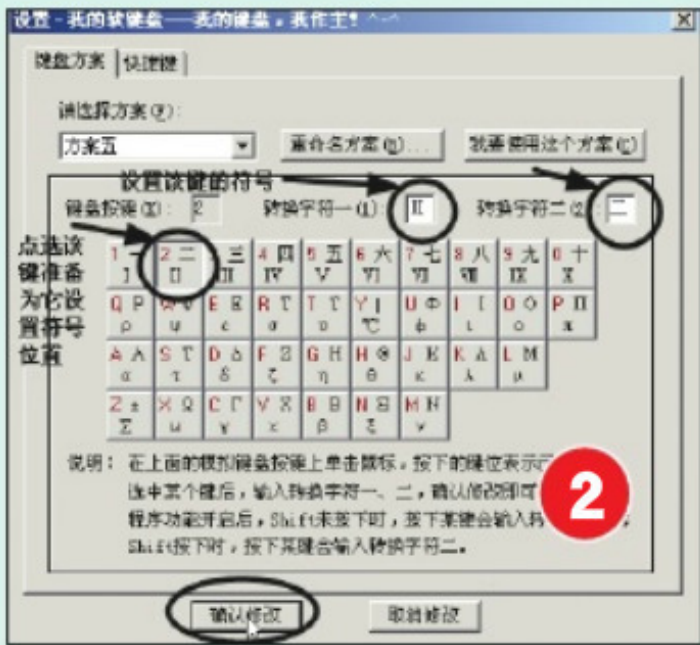 设置 - 我的软键盘——我的键盘，我作主! ^-^
键盘方案 快捷键
请选择方案(F):
方案五 重命名方案(N)... 我要使用这个方案(C)
设置该键的符号
键盘按键(K): 2 转换字符一(1): Ⅱ 转换字符二(2): 二
点选该键准备为它设置符号位置
1 一 2 二 三 4 四 5 五 6 六 7 七 8 八 9 九 0 十
Ⅰ Ⅱ Ⅲ Ⅳ Ⅴ Ⅵ Ⅶ Ⅷ Ⅸ Ⅹ
Q Ρ W Ψ E Ε R Τ T Υ Y | U Φ I Ι O Ο P Π
ρ ψ ε σ υ ℃ φ ι ο π
A Α S Τ D Δ F Ζ G Η H Θ J Κ K Λ L Μ
α τ δ ζ η θ κ λ μ
Z ± X Ω C Γ V Χ B Β N Ξ M Ν
Σ ω γ χ β ξ ν
说明: 在上面的模拟键盘按键上单击鼠标，按下的键位表示
选中某个键后，输入转换字符一、二，确认修改即可
程序功能开启后，Shift未按下时，按下某键会输入转
Shift按下时，按下某键会输入转换字符二。
2
确认修改 取消修改